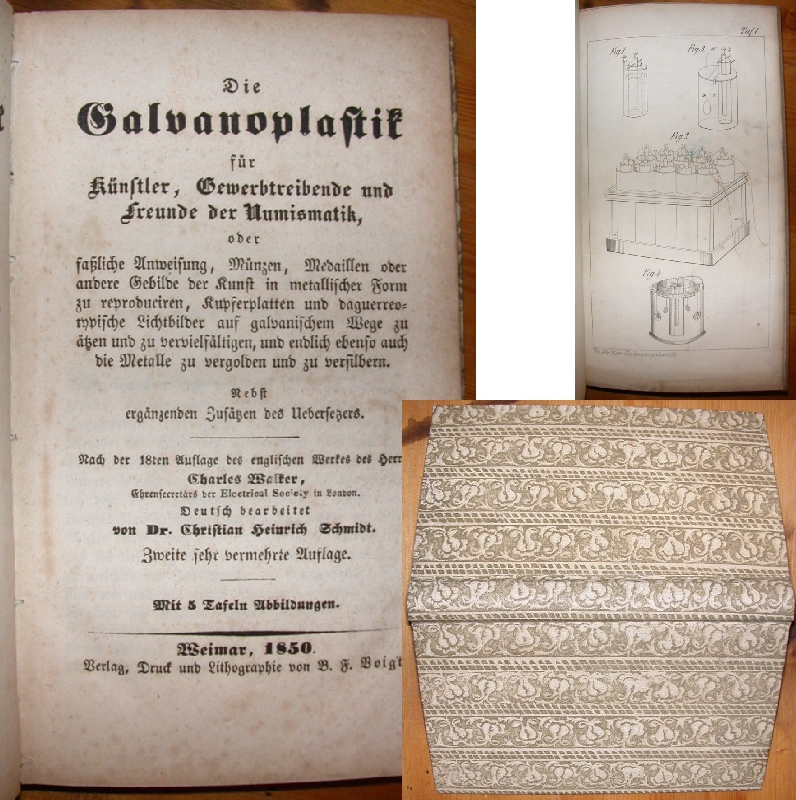 Die
Galvanoplastik
für
Künstler, Gewerbtreibende und
Freunde der Numismatik,
oder
faßliche Anweisung, Münzen, Medaillen oder
andere Gebilde der Kunst in metallischer Form
zu reproduciren, Kupferplatten und daguerreo-
typische Lichtbilder auf galvanischem Wege zu
ätzen und zu vervielfältigen, und endlich ebenso auch
die Metalle zu vergolden und zu versilbern.
Nebst
ergänzenden Zusätzen des Uebersetzers.
Nach der 18ten Auflage des englischen Werkes des Herr
Charles Walker,
Ehrensecretärs der Electrical Society in London.
Deutsch bearbeitet
von Dr. Christian Heinrich Schmidt.
Zweite sehr vermehrte Auflage.
Mit 5 Tafeln Abbildungen.
Weimar, 1850.
Verlag, Druck und Lithographie von B. F. Voigt
Taf. 1
Fig. 1
Fig. 3
Fig. 2
Fig. 4